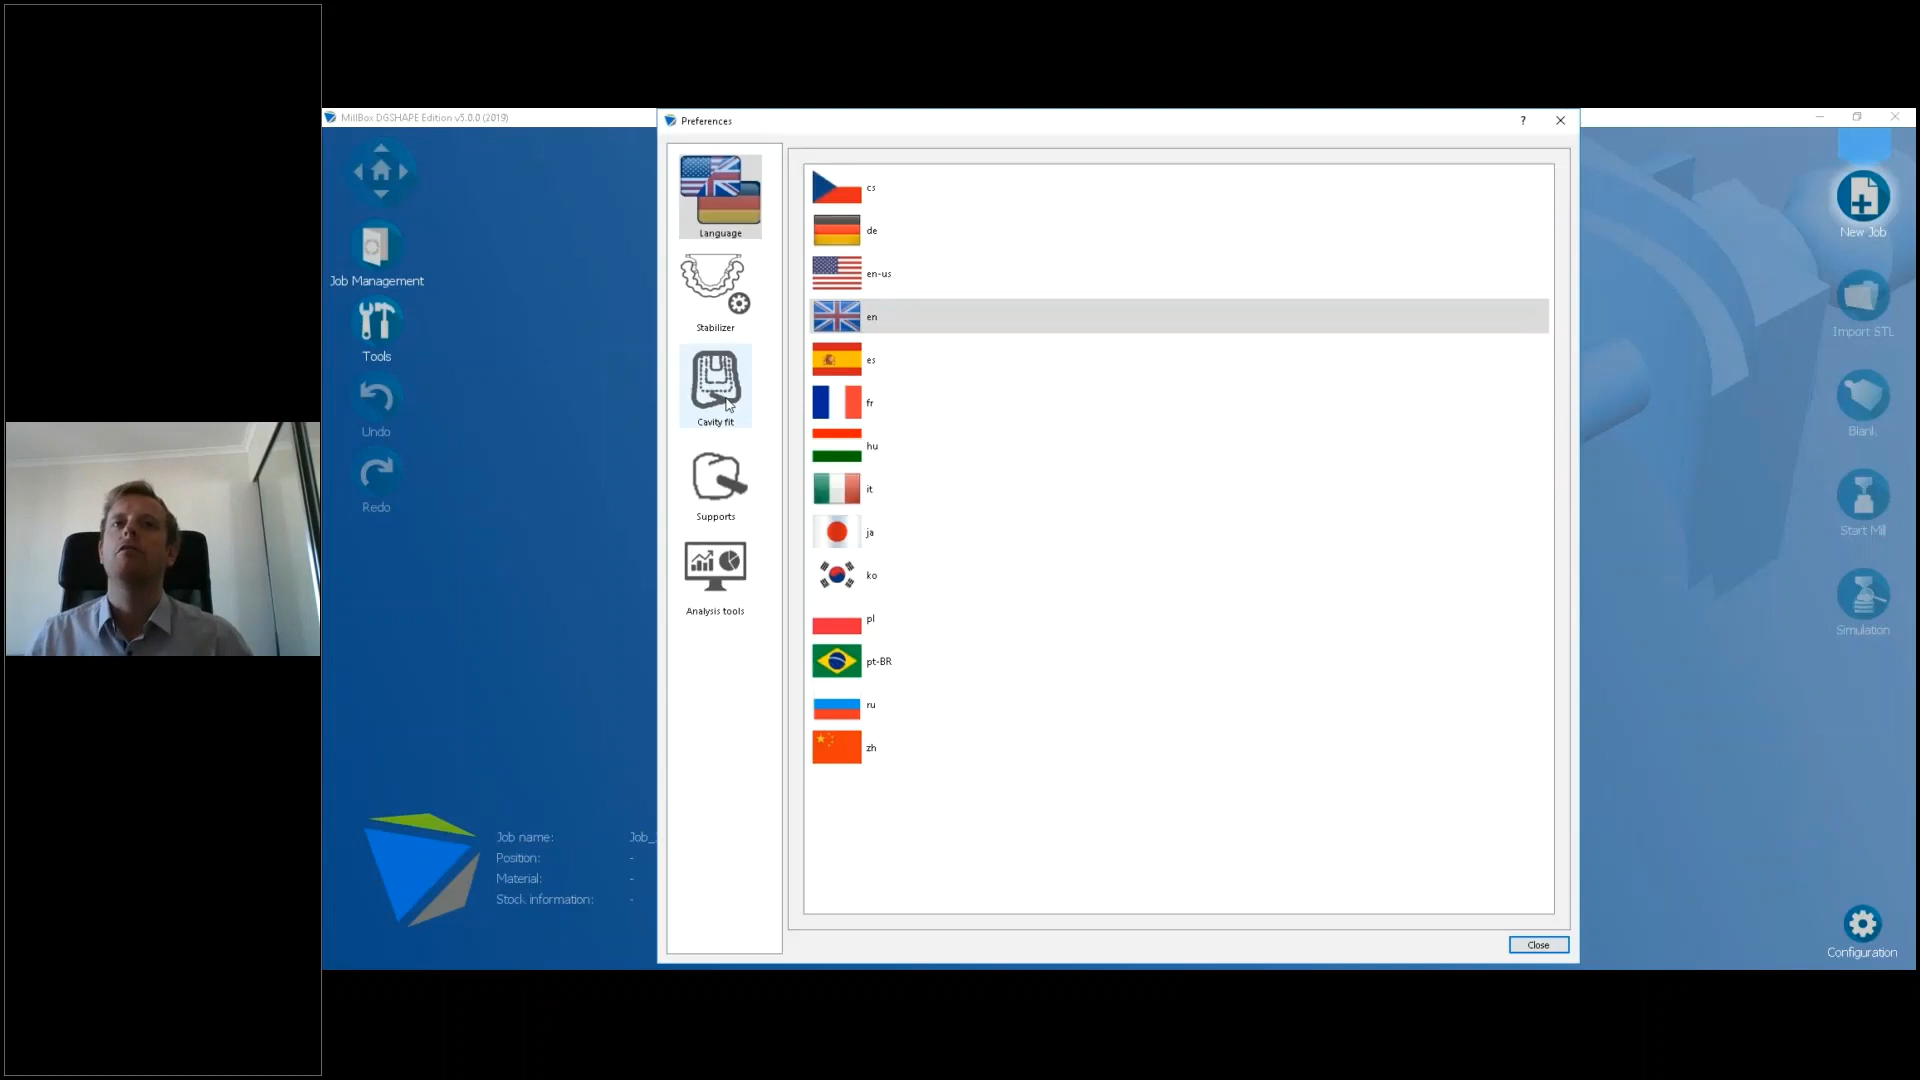 MillBox DGSHAPE Edition v5.0.0 (2019)
Preferences
?
Job Management
Tools
Undo
Redo
Job name:
Job_
Position:
-
Material:
-
Stock information:
-
Language
Stabilizer
Cavity fit
Supports
Analysis tools
cs
de
en-us
en
es
fr
hu
it
ja
ko
pl
pt-BR
ru
zh
Close
New Job
Import STL
Blank
Start Mill
Simulation
Configuration